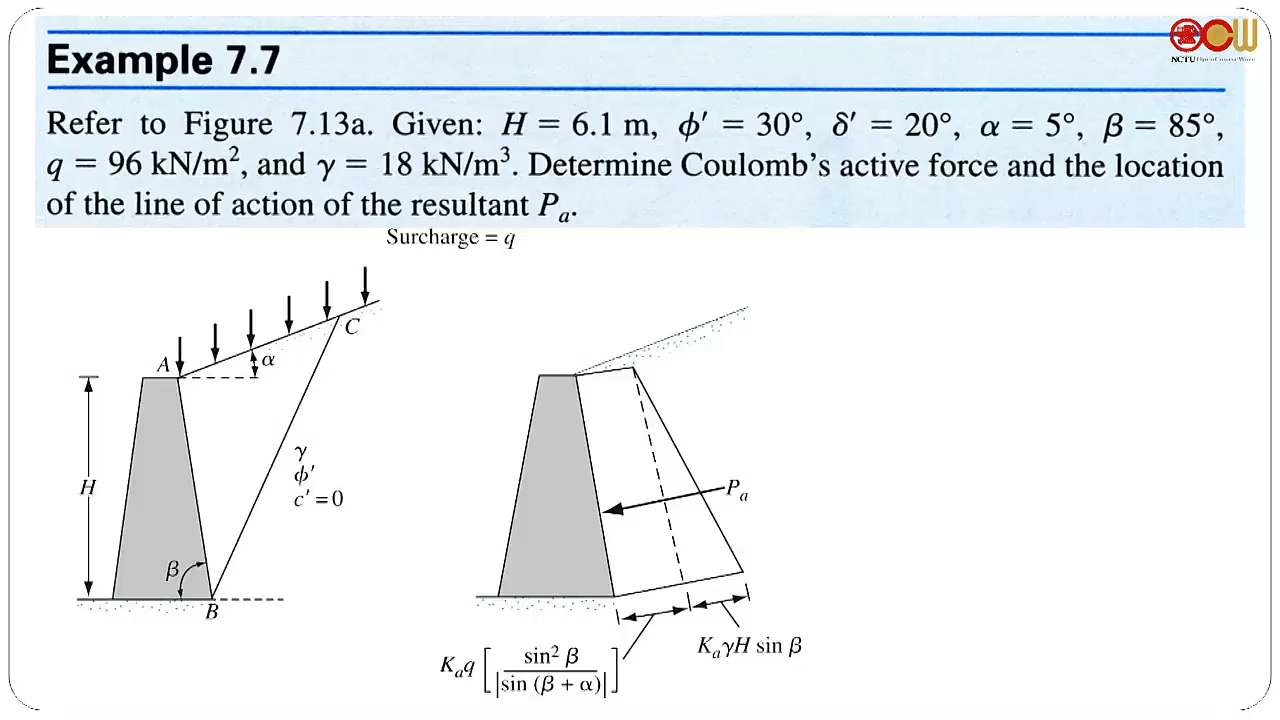 Example 7.7
NCTU OpenCourseWare
Refer to Figure 7.13a. Given: H = 6.1 m, ϕ′ = 30°, δ′ = 20°, α = 5°, β = 85°,
q = 96 kN/m², and γ = 18 kN/m³. Determine Coulomb's active force and the location
of the line of action of the resultant Pₐ.
Surcharge = q
A
C
α
H
γ
ϕ′
c′ = 0
β
B
Pₐ
Kₐq [sin² β / |sin (β + α)|]
KₐγH sin β